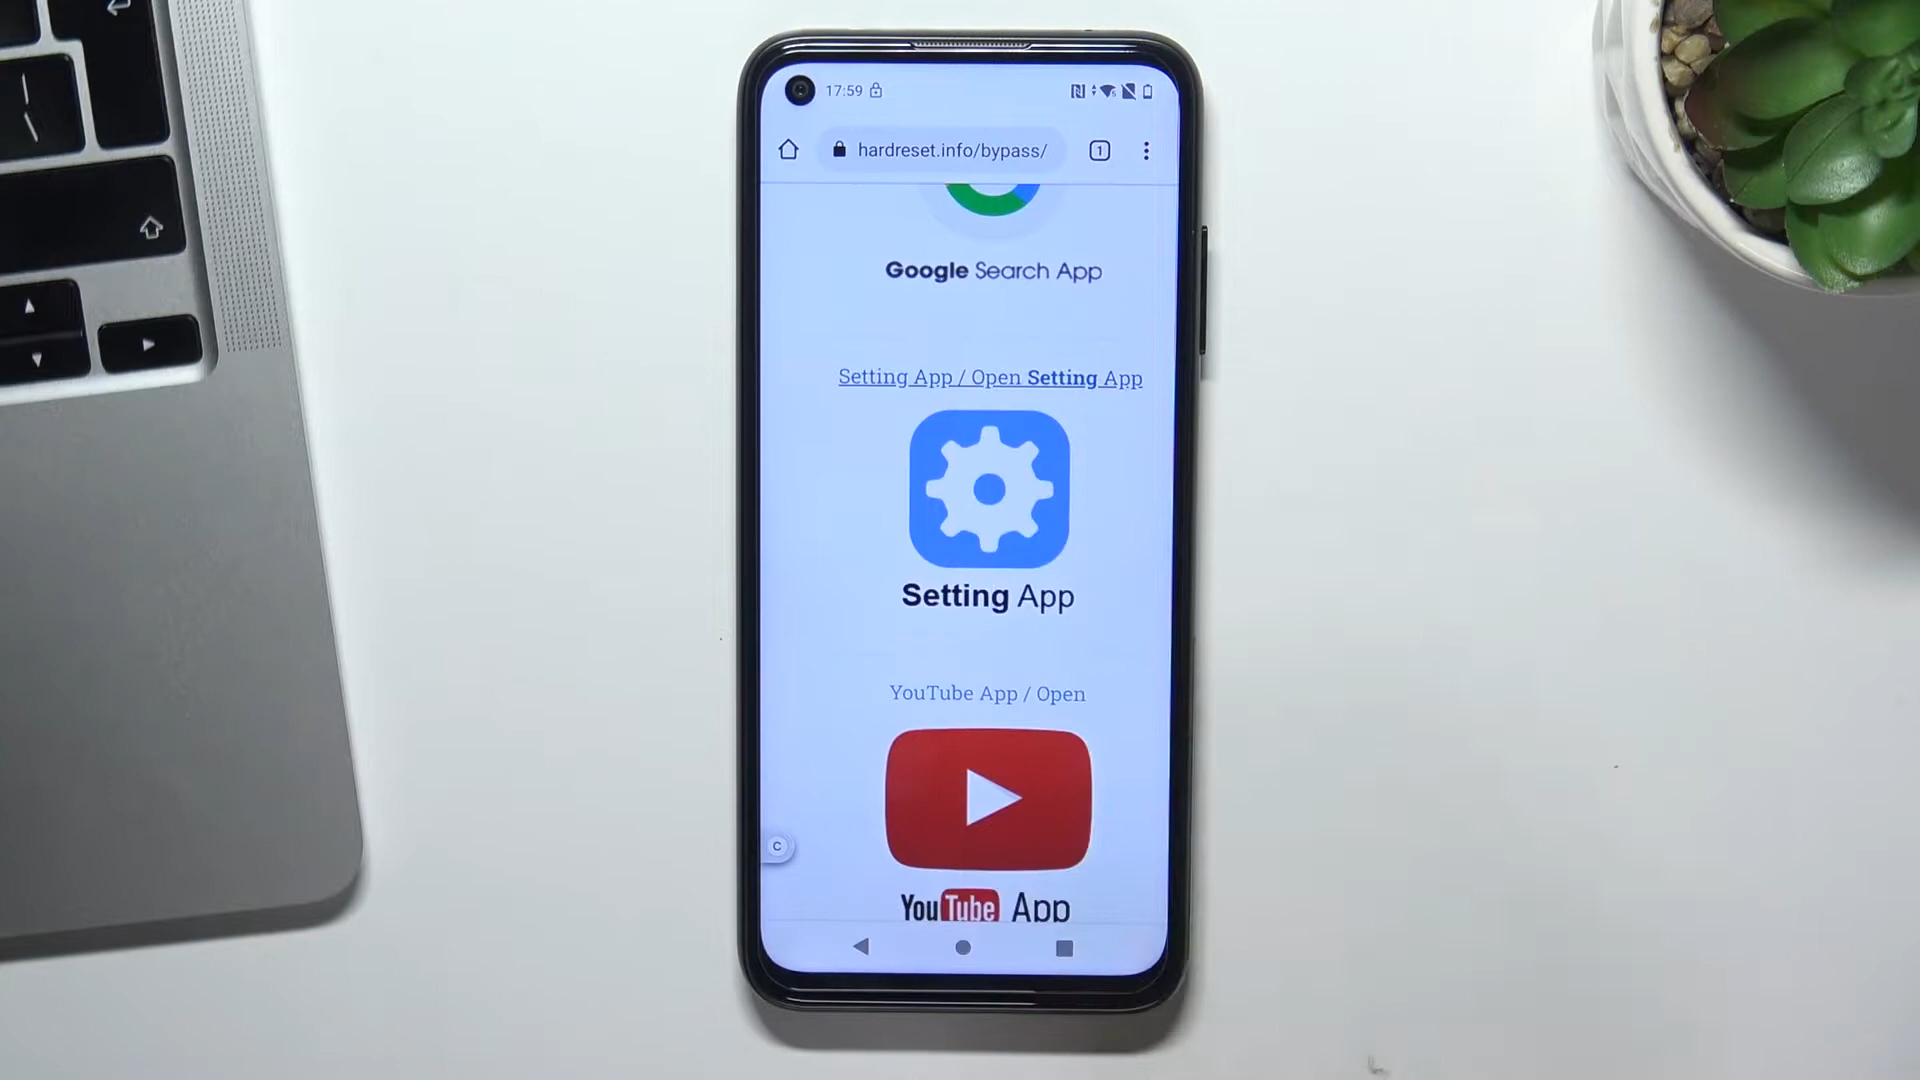 17:59
hardreset.info/bypass/
1
Google Search App
Setting App / Open Setting App
Setting App
YouTube App / Open
C
YouTube App